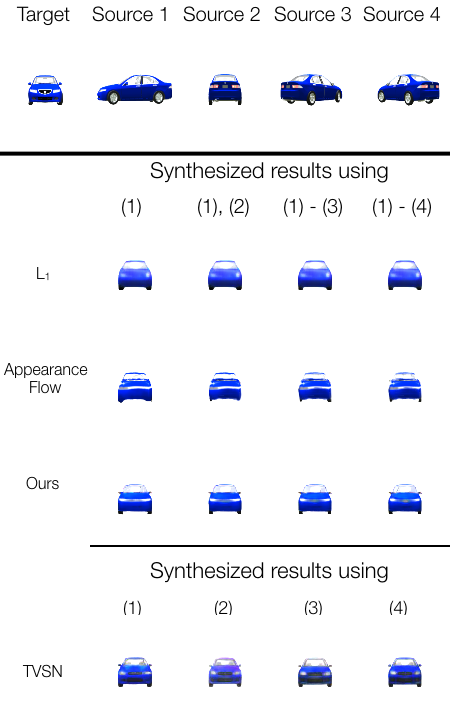 Target Source 1 Source 2 Source 3 Source 4
Synthesized results using
(1) (1), (2) (1) - (3) (1) - (4)
L₁
Appearance
Flow
Ours
Synthesized results using
(1) (2) (3) (4)
TVSN